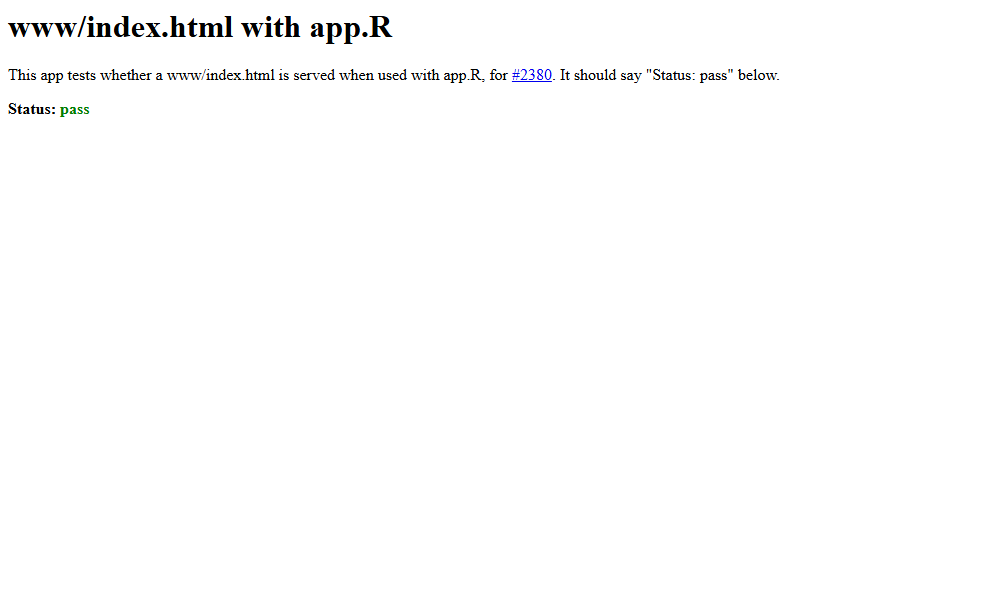 www/index.html with app.R
This app tests whether a www/index.html is served when used with app.R, for #2380. It should say "Status: pass" below.
Status: pass